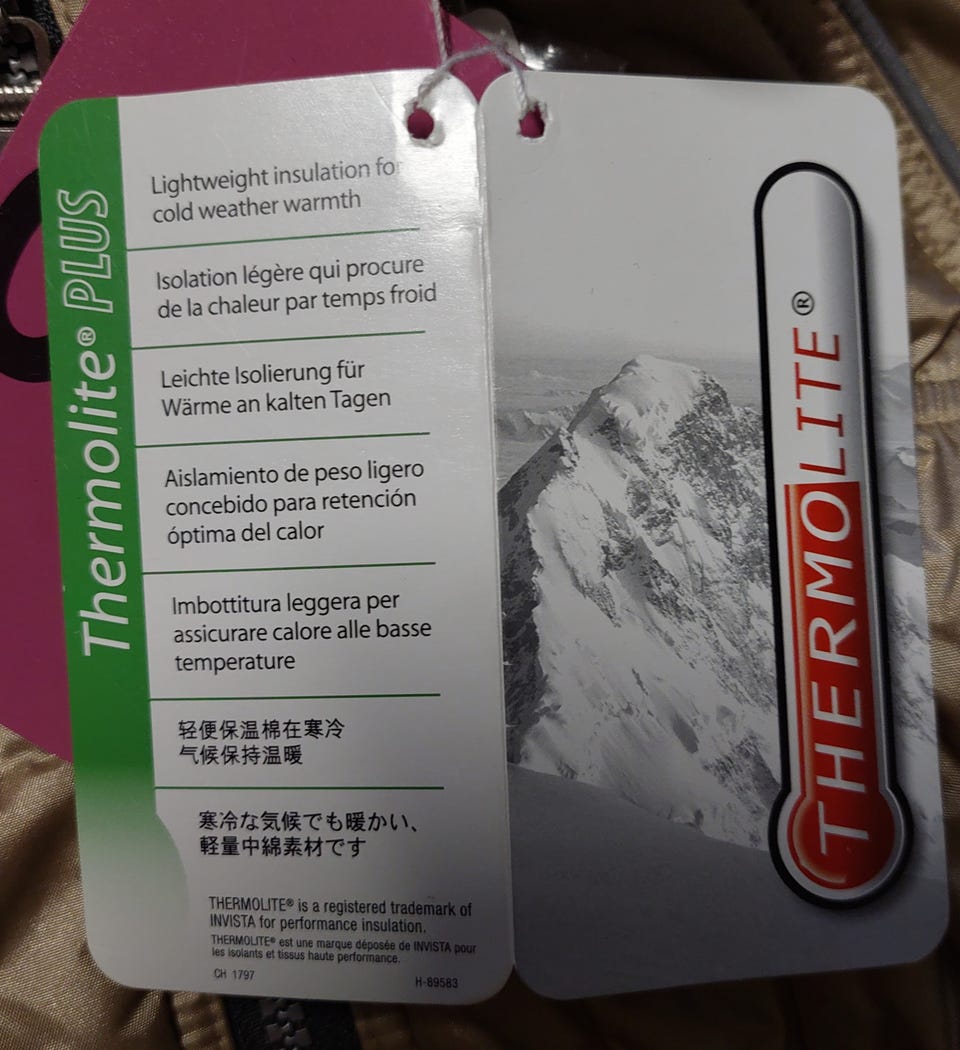 Thermolite® PLUS
Lightweight insulation for
cold weather warmth
Isolation légère qui procure
de la chaleur par temps froid
Leichte Isolierung für
Wärme an kalten Tagen
Aislamiento de peso ligero
concebido para retención
óptima del calor
Imbottitura leggera per
assicurare calore alle basse
temperature
轻便保温棉在寒冷
气候保持温暖
寒冷な気候でも暖かい、
軽量中綿素材です
THERMOLITE® is a registered trademark of
INVISTA for performance insulation.
THERMOLITE® est une marque déposée de INVISTA pour
les isolants et tissus haute performance.
CH 1797
H-89583
THERMOLITE®